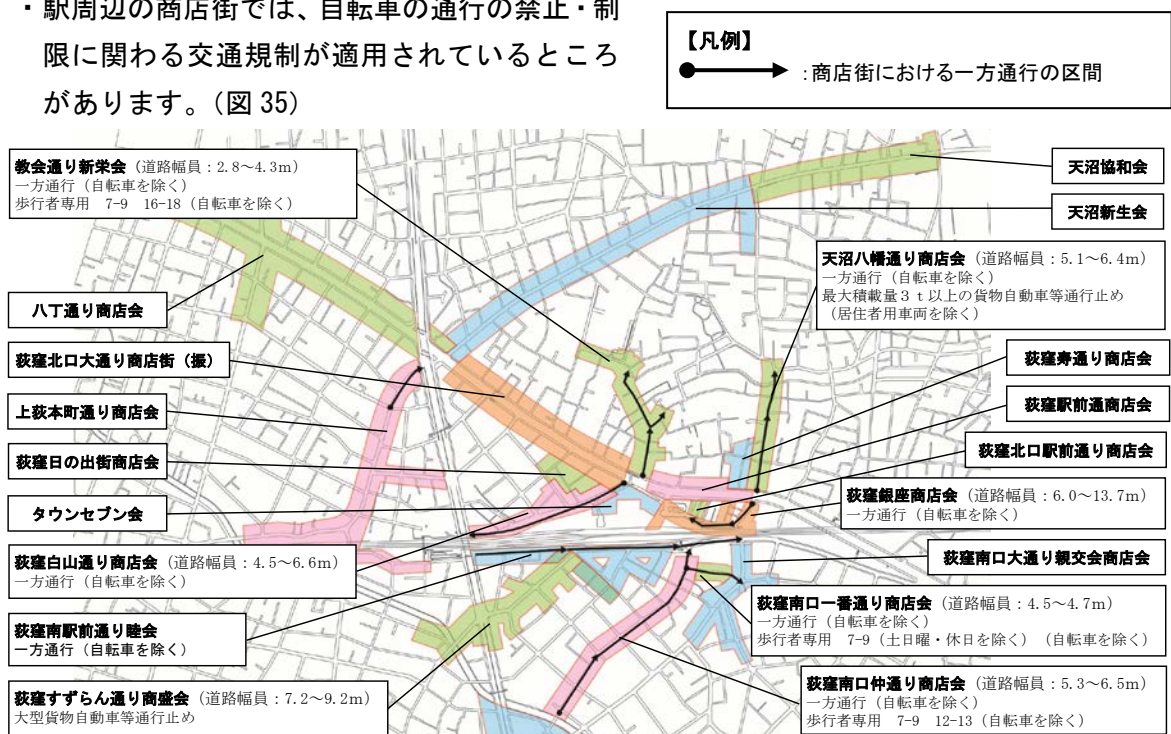 ・駅周辺の商店街では、自転車の通行の禁止・制
限に関わる交通規制が適用されているところ
があります。（図 35）
【凡例】
：商店街における一方通行の区間
教会通り新栄会（道路幅員：2.8～4.3m）
一方通行（自転車を除く）
歩行者専用　7-9　16-18（自転車を除く）
八丁通り商店会
荻窪北口大通り商店街（振）
上荻本町通り商店会
荻窪日の出街商店会
タウンセブン会
荻窪白山通り商店会（道路幅員：4.5～6.6m）
一方通行（自転車を除く）
荻窪南駅前通り睦会
一方通行（自転車を除く）
荻窪すずらん通り商盛会（道路幅員：7.2～9.2m）
大型貨物自動車等通行止め
天沼協和会
天沼新生会
天沼八幡通り商店会（道路幅員：5.1～6.4m）
一方通行（自転車を除く）
最大積載量３ｔ以上の貨物自動車等通行止め
（居住者用車両を除く）
荻窪寿通り商店会
荻窪駅前通商店会
荻窪北口駅前通り商店会
荻窪銀座商店会（道路幅員：6.0～13.7m）
一方通行（自転車を除く）
荻窪南口大通り親交会商店会
荻窪南口一番通り商店会（道路幅員：4.5～4.7m）
一方通行（自転車を除く）
歩行者専用　7-9（土日曜・休日を除く）（自転車を除く）
荻窪南口仲通り商店会（道路幅員：5.3～6.5m）
一方通行（自転車を除く）
歩行者専用　7-9　12-13（自転車を除く）